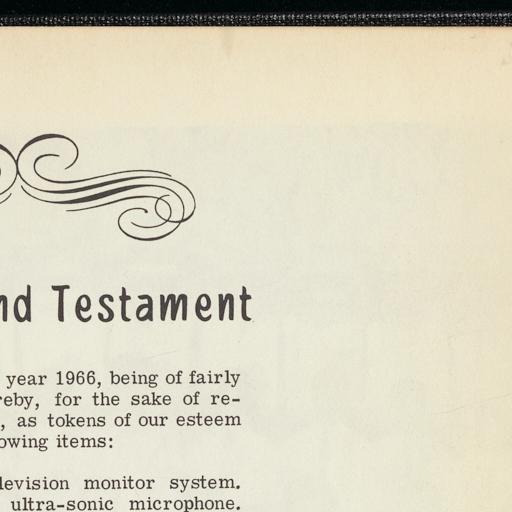 nd Testament
year 1966, being of fairly
reby, for the sake of re-
, as tokens of our esteem
owing items:
levision monitor system.
ultra-sonic microphone.